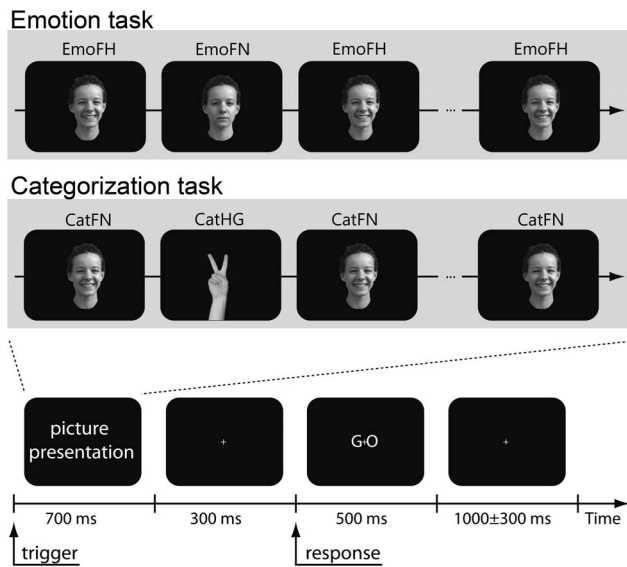 Emotion task
EmoFH EmoFN EmoFH EmoFH
...
Categorization task
CatFN CatHG CatFN CatFN
...
picture
presentation
+ G+O +
700 ms 300 ms 500 ms 1000±300 ms Time
trigger response